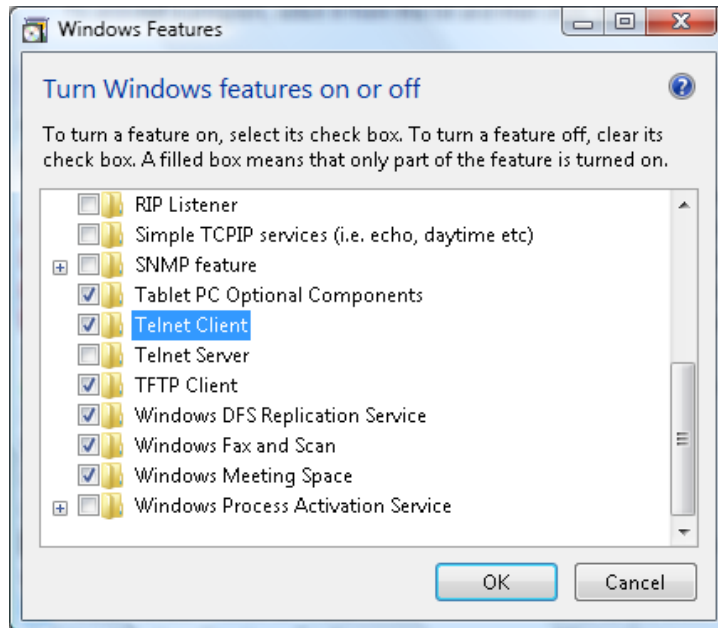 Windows Features
Turn Windows features on or off
To turn a feature on, select its check box. To turn a feature off, clear its
check box. A filled box means that only part of the feature is turned on.
RIP Listener
Simple TCPIP services (i.e. echo, daytime etc)
SNMP feature
Tablet PC Optional Components
Telnet Client
Telnet Server
TFTP Client
Windows DFS Replication Service
Windows Fax and Scan
Windows Meeting Space
Windows Process Activation Service
OK Cancel